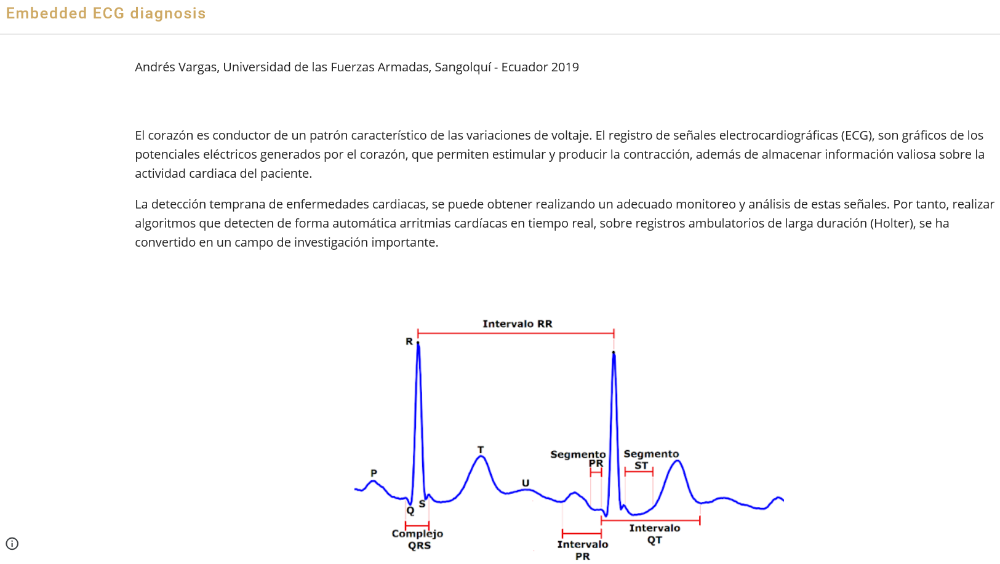 Embedded ECG diagnosis
Andrés Vargas, Universidad de las Fuerzas Armadas, Sangolquí - Ecuador 2019
El corazón es conductor de un patrón característico de las variaciones de voltaje. El registro de señales electrocardiográficas (ECG), son gráficos de los
potenciales eléctricos generados por el corazón, que permiten estimular y producir la contracción, además de almacenar información valiosa sobre la
actividad cardiaca del paciente.
La detección temprana de enfermedades cardiacas, se puede obtener realizando un adecuado monitoreo y análisis de estas señales. Por tanto, realizar
algoritmos que detecten de forma automática arritmias cardíacas en tiempo real, sobre registros ambulatorios de larga duración (Holter), se ha
convertido en un campo de investigación importante.
Intervalo RR
R
T
Segmento
PR
Segmento
ST
P
U
Q
S
Complejo
QRS
Intervalo
PR
Intervalo
QT